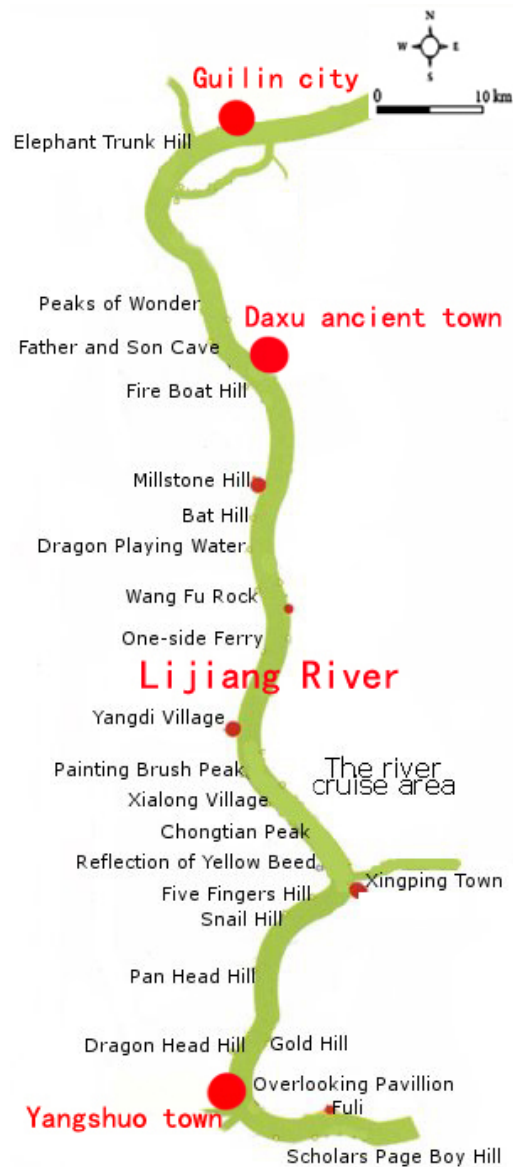 N
W E
S
0 10 km
Guilin city
Elephant Trunk Hill
Peaks of Wonder
Daxu ancient town
Father and Son Cave
Fire Boat Hill
Millstone Hill
Bat Hill
Dragon Playing Water
Wang Fu Rock
One-side Ferry
Lijiang River
Yangdi Village
The river
cruise area
Painting Brush Peak
Xialong Village
Chongtian Peak
Reflection of Yellow Beed
Xingping Town
Five Fingers Hill
Snail Hill
Pan Head Hill
Dragon Head Hill
Gold Hill
Overlooking Pavillion
Fuli
Yangshuo town
Scholars Page Boy Hill